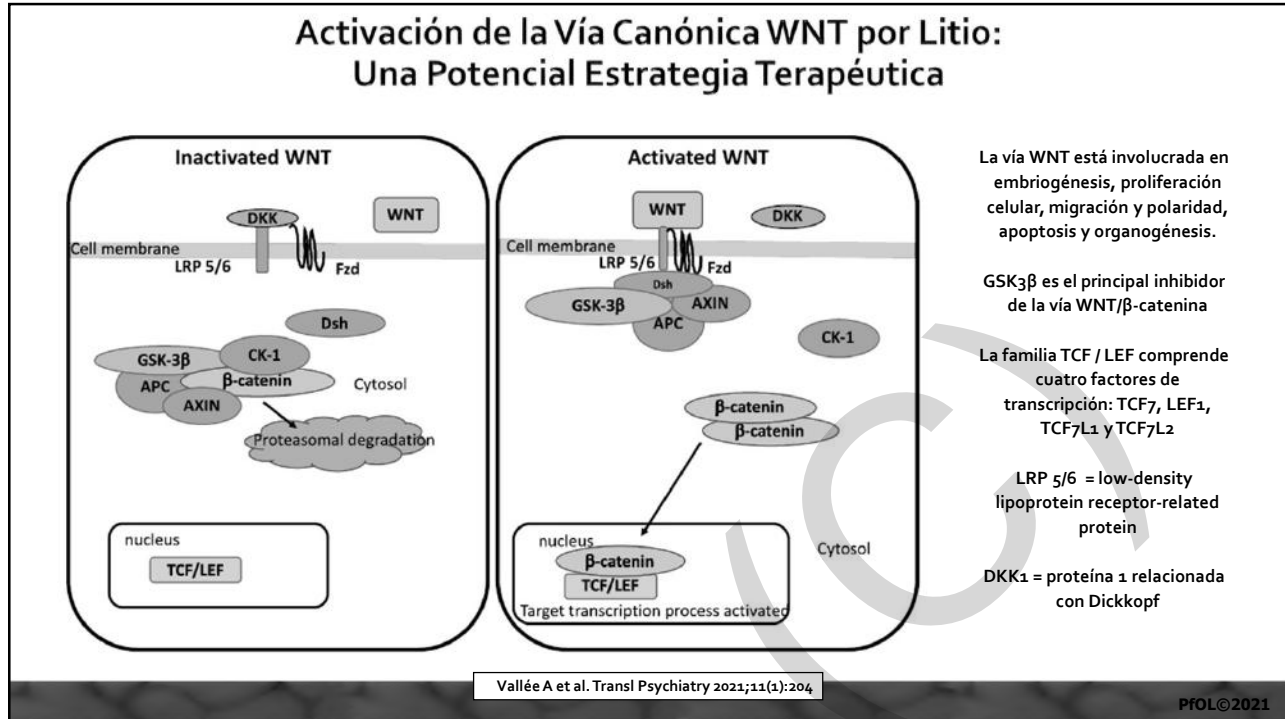 Activación de la Vía Canónica WNT por Litio:
Una Potencial Estrategia Terapéutica
Inactivated WNT
DKK
WNT
Cell membrane
LRP 5/6
Fzd
Dsh
GSK-3β
CK-1
APC
β-catenin
Cytosol
AXIN
Proteasomal degradation
nucleus
TCF/LEF
Activated WNT
WNT
DKK
Cell membrane
LRP 5/6
Fzd
Dsh
GSK-3β
AXIN
APC
CK-1
β-catenin
β-catenin
nucleus
Cytosol
β-catenin
TCF/LEF
Target transcription process activated
La vía WNT está involucrada en
embriogénesis, proliferación
celular, migración y polaridad,
apoptosis y organogénesis.
GSK3β es el principal inhibidor
de la vía WNT/β-catenina
La familia TCF / LEF comprende
cuatro factores de
transcripción: TCF7, LEF1,
TCF7L1 y TCF7L2
LRP 5/6 = low-density
lipoprotein receptor-related
protein
DKK1 = proteína 1 relacionada
con Dickkopf
(C)
Vallée A et al. Transl Psychiatry 2021;11(1):204
PfOL©2021